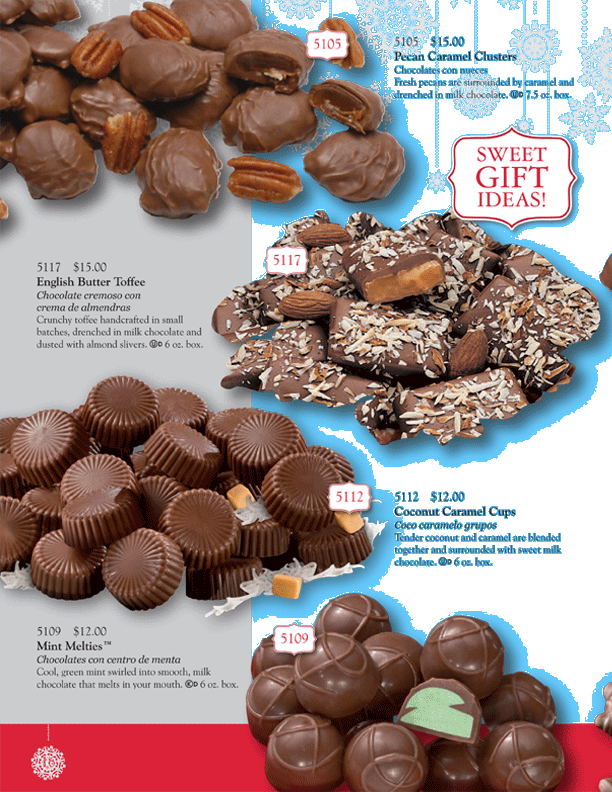 5105
5105 $15.00
Pecan Caramel Clusters
Chocolates con nueces
Fresh pecans are surrounded by caramel and
drenched in milk chocolate. ⓊD 7.5 oz. box.
SWEET
GIFT
IDEAS!
5117
5117 $15.00
English Butter Toffee
Chocolate cremoso con
crema de almendras
Crunchy toffee handcrafted in small
batches, drenched in milk chocolate and
dusted with almond slivers. ⓊD 6 oz. box.
5112
5112 $12.00
Coconut Caramel Cups
Coco caramelo grupos
Tender coconut and caramel are blended
together and surrounded with sweet milk
chocolate. ⓊD 6 oz. box.
5109
5109 $12.00
Mint Melties™
Chocolates con centro de menta
Cool, green mint swirled into smooth, milk
chocolate that melts in your mouth. ⓀD 6 oz. box.